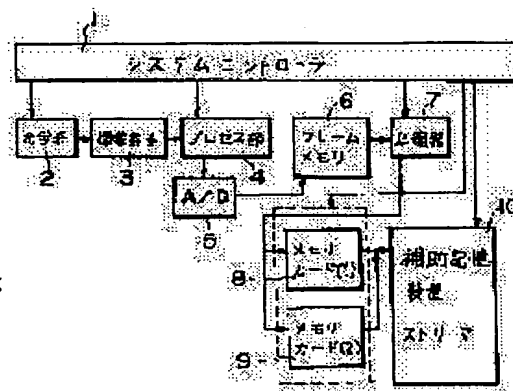 1
システムコントローラ
6
7
光学系
撮像素子
プロセス部
フレーム
メモリ
圧縮部
2
3
4
10
A/D
5
メモリ
カード(1)
8
補助記憶
装置
ストリマ
メモリ
カード(2)
9